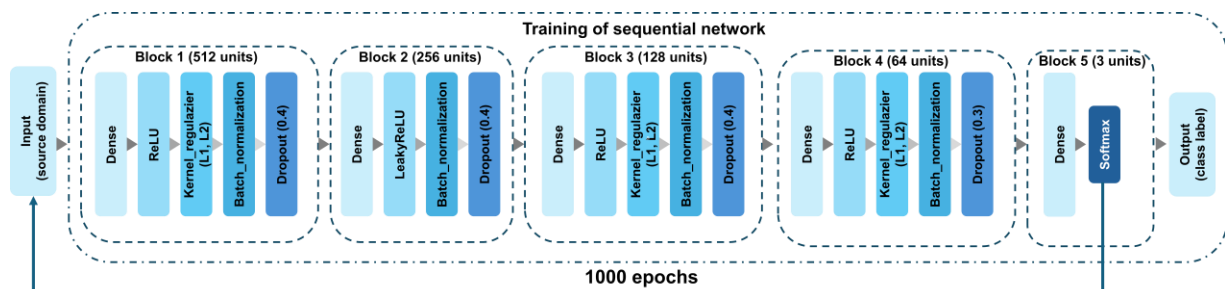 Training of sequential network
Input
(source domain)
Block 1 (512 units)
Dense
ReLU
Kernel_regulazier
(L1, L2)
Batch_normalization
Dropout (0.4)
Block 2 (256 units)
Dense
LeakyReLU
Batch_normalization
Dropout (0.4)
Block 3 (128 units)
Dense
ReLU
Kernel_regulazier
(L1, L2)
Batch_normalization
Dropout (0.4)
Block 4 (64 units)
Dense
ReLU
Kernel_regulazier
(L1, L2)
Batch_normalization
Dropout (0.3)
Block 5 (3 units)
Dense
Softmax
Output
(class label)
1000 epochs